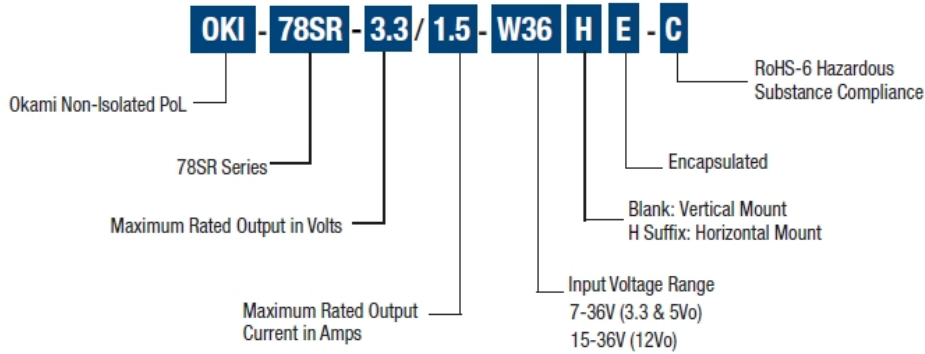 OKI - 78SR - 3.3 / 1.5 - W36 H E - C
RoHS-6 Hazardous
Substance Compliance
Okami Non-Isolated PoL
Encapsulated
78SR Series
Blank: Vertical Mount
H Suffix: Horizontal Mount
Maximum Rated Output in Volts
Input Voltage Range
7-36V (3.3 & 5Vo)
15-36V (12Vo)
Maximum Rated Output
Current in Amps